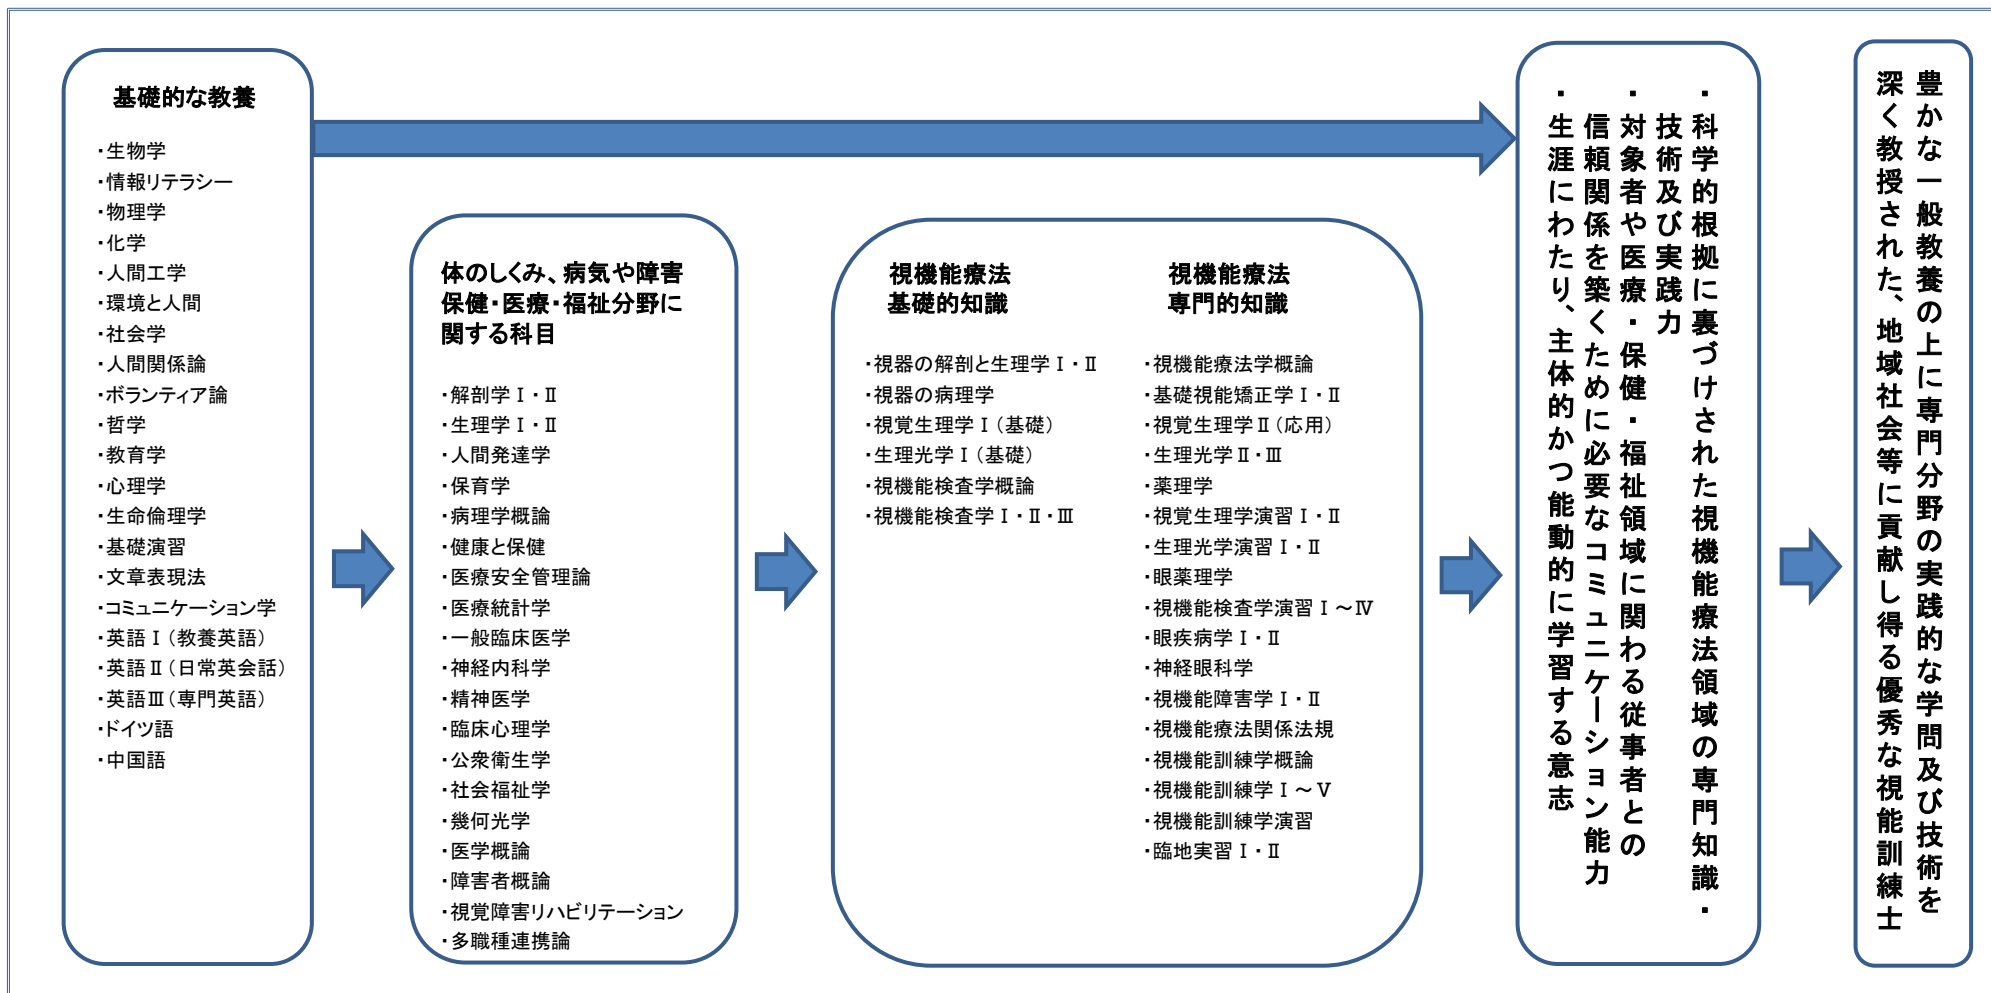 基礎的な教養
・生物学
・情報リテラシー
・物理学
・化学
・人間工学
・環境と人間
・社会学
・人間関係論
・ボランティア論
・哲学
・教育学
・心理学
・生命倫理学
・基礎演習
・文章表現法
・コミュニケーション学
・英語Ⅰ（教養英語）
・英語Ⅱ（日常英会話）
・英語Ⅲ（専門英語）
・ドイツ語
・中国語
体のしくみ、病気や障害
保健・医療・福祉分野に
関する科目
・解剖学Ⅰ・Ⅱ
・生理学Ⅰ・Ⅱ
・人間発達学
・保育学
・病理学概論
・健康と保健
・医療安全管理論
・医療統計学
・一般臨床医学
・神経内科学
・精神医学
・臨床心理学
・公衆衛生学
・社会福祉学
・幾何光学
・医学概論
・障害者概論
・視覚障害リハビリテーション
・多職種連携論
視機能療法
基礎的知識
・視器の解剖と生理学Ⅰ・Ⅱ
・視器の病理学
・視覚生理学Ⅰ（基礎）
・生理光学Ⅰ（基礎）
・視機能検査学概論
・視機能検査学Ⅰ・Ⅱ・Ⅲ
視機能療法
専門的知識
・視機能療法学概論
・基礎視能矯正学Ⅰ・Ⅱ
・視覚生理学Ⅱ（応用）
・生理光学Ⅱ・Ⅲ
・薬理学
・視覚生理学演習Ⅰ・Ⅱ
・生理光学演習Ⅰ・Ⅱ
・眼薬理学
・視機能検査学演習Ⅰ～Ⅳ
・眼疾病学Ⅰ・Ⅱ
・神経眼科学
・視機能障害学Ⅰ・Ⅱ
・視機能療法関係法規
・視機能訓練学概論
・視機能訓練学Ⅰ～Ⅴ
・視機能訓練学演習
・臨地実習Ⅰ・Ⅱ
・科学的根拠に裏づけされた視機能療法領域の専門知識・
技術及び実践力
・対象者や医療・保健・福祉領域に関わる従事者との
信頼関係を築くために必要なコミュニケーション能力
・生涯にわたり、主体的かつ能動的に学習する意志
豊かな一般教養の上に専門分野の実践的な学問及び技術を
深く教授された、地域社会等に貢献し得る優秀な視能訓練士